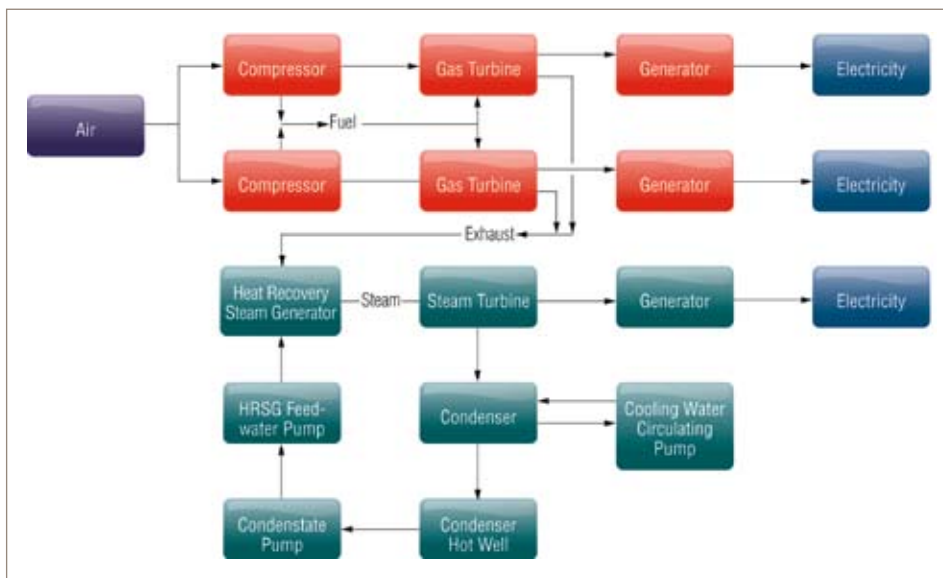 Compressor
Gas Turbine
Generator
Electricity
Air
Fuel
Compressor
Gas Turbine
Generator
Electricity
Exhaust
Heat Recovery
Steam Generator
Steam
Steam Turbine
Generator
Electricity
HRSG Feed-
water Pump
Condenser
Cooling Water
Circulating
Pump
Condenstate
Pump
Condenser
Hot Well